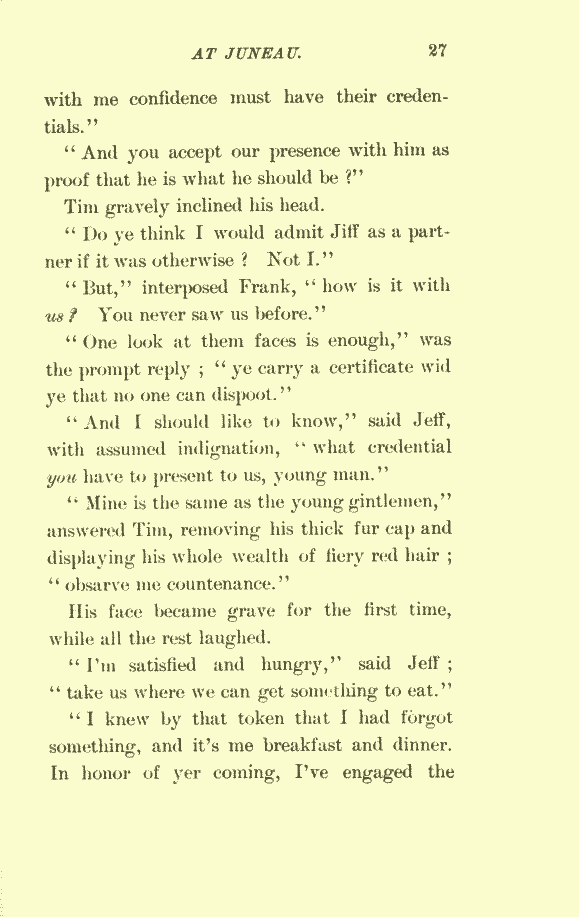 AT JUNEAU. 27
with me confidence must have their creden-
tials."
" And you accept our presence with him as
proof that he is what he should be ?"
Tim gravely inclined his head.
" Do ye think I would admit Jiff as a part-
ner if it was otherwise ? Not I."
" But," interposed Frank, " how is it with
us ? You never saw us before."
" One look at them faces is enough," was
the prompt reply ; " ye carry a certificate wid
ye that no one can dispoot."
" And I should like to know," said Jeff,
with assumed indignation, " what credential
you have to present to us, young man."
" Mine is the same as the young gintlemen,"
answered Tim, removing his thick fur cap and
displaying his whole wealth of fiery red hair ;
" obsarve me countenance."
His face became grave for the first time,
while all the rest laughed.
" I'm satisfied and hungry," said Jeff ;
" take us where we can get something to eat."
" I knew by that token that I had forgot
something, and it's me breakfast and dinner.
In honor of yer coming, I've engaged the